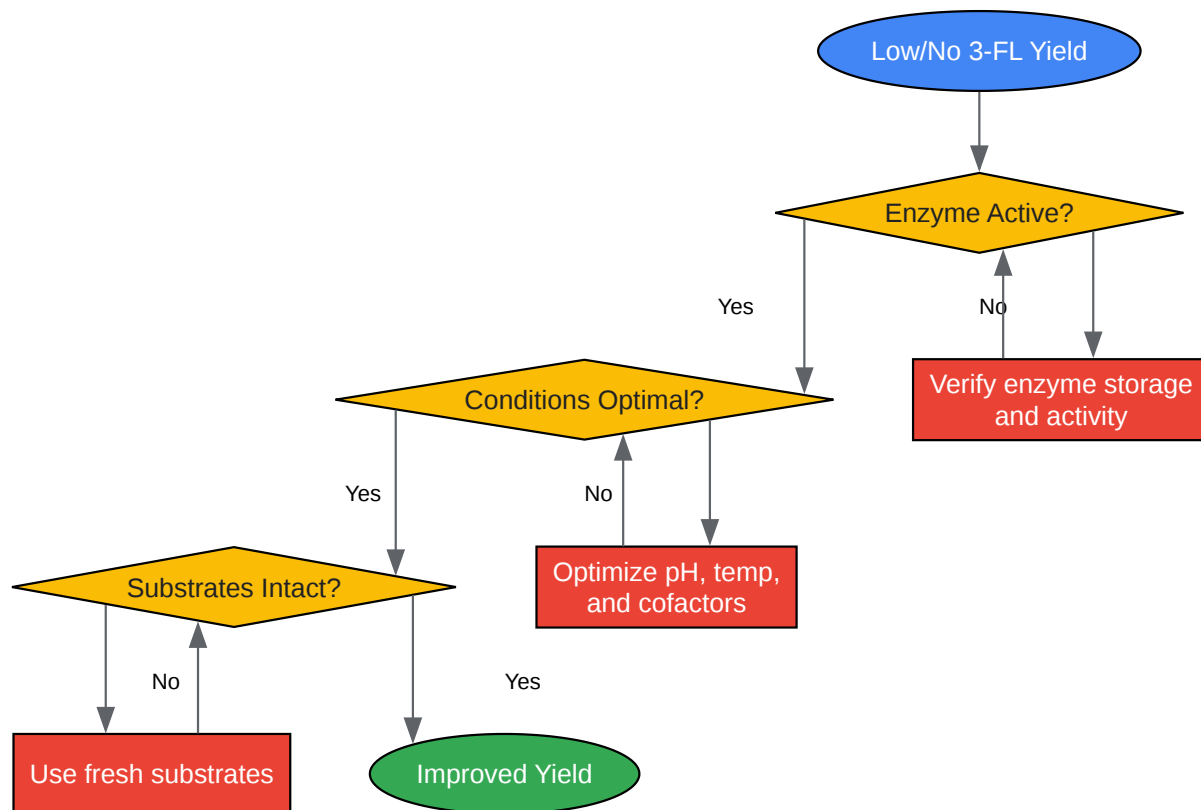 Low/No 3-FL Yield
Enzyme Active?
Yes
No
Verify enzyme storage
and activity
Conditions Optimal?
Yes
No
Optimize pH, temp,
and cofactors
Substrates Intact?
No
Yes
Use fresh substrates
Improved Yield